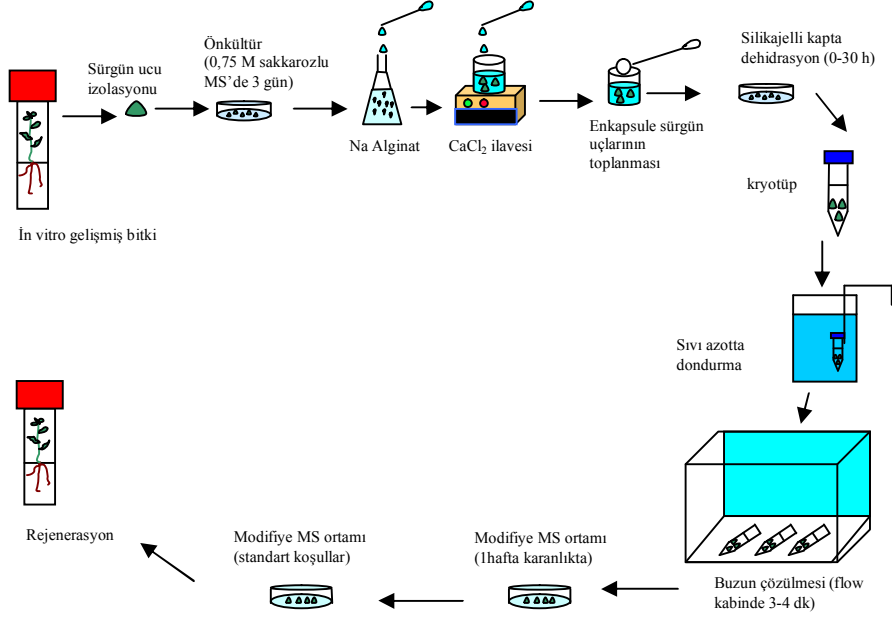 İn vitro gelişmiş bitki
Sürgün ucu
izolasyonu
Önkültür
(0,75 M sakkarozlu
MS’de 3 gün)
Na Alginat
CaCl₂ ilavesi
Enkapsule sürgün
uçlarının
toplanması
Silikajelli kapta
dehidrasyon (0-30 h)
kryotüp
Sıvı azotta
dondurma
Buzun çözülmesi (flow
kabinde 3-4 dk)
Modifiye MS ortamı
(1hafta karanlıkta)
Modifiye MS ortamı
(standart koşullar)
Rejenerasyon